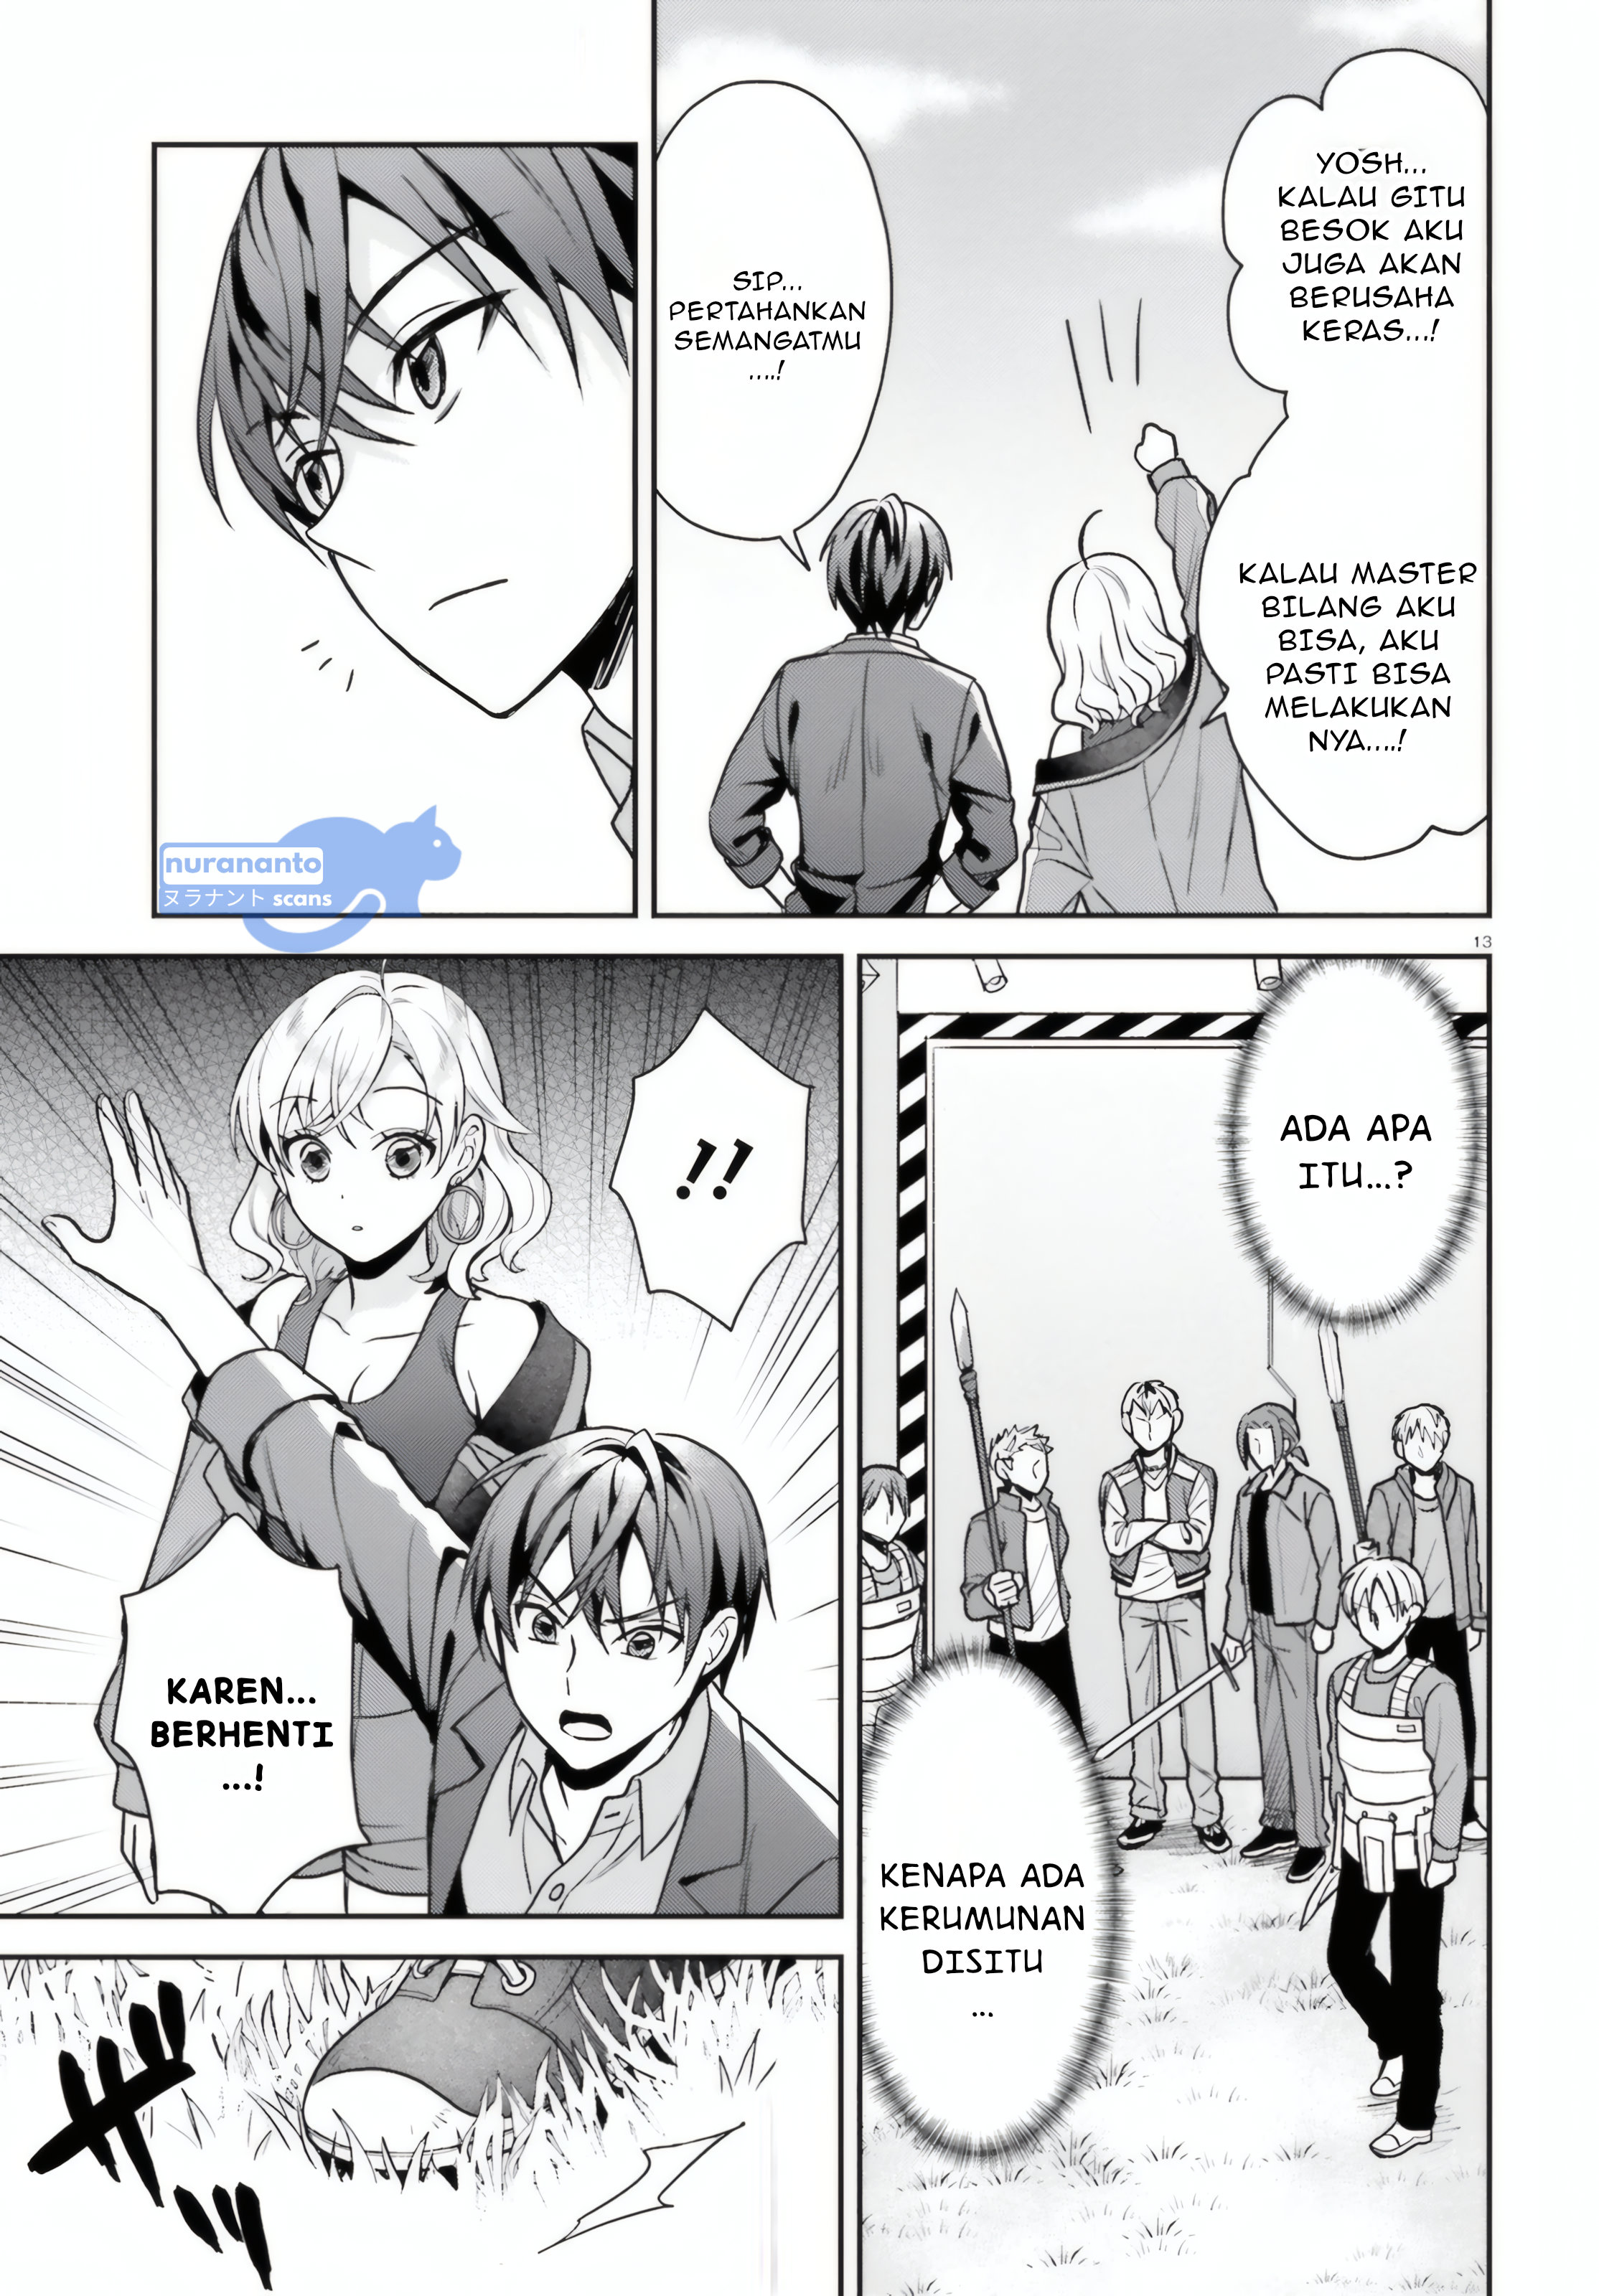 YOSH...
KALAU GITU
BESOK AKU
JUGA AKAN
BERUSAHA
KERAS...!
KALAU MASTER
BILANG AKU
BISA, AKU
PASTI BISA
MELAKUKAN
NYA....!
SIP...
PERTAHANKAN
SEMANGATMU
....!
nurananto
ヌラナント scans
13
ADA APA
ITU...?
KENAPA ADA
KERUMUNAN
DISITU
...
!!
KAREN...
BERHENTI
...!
ザッ